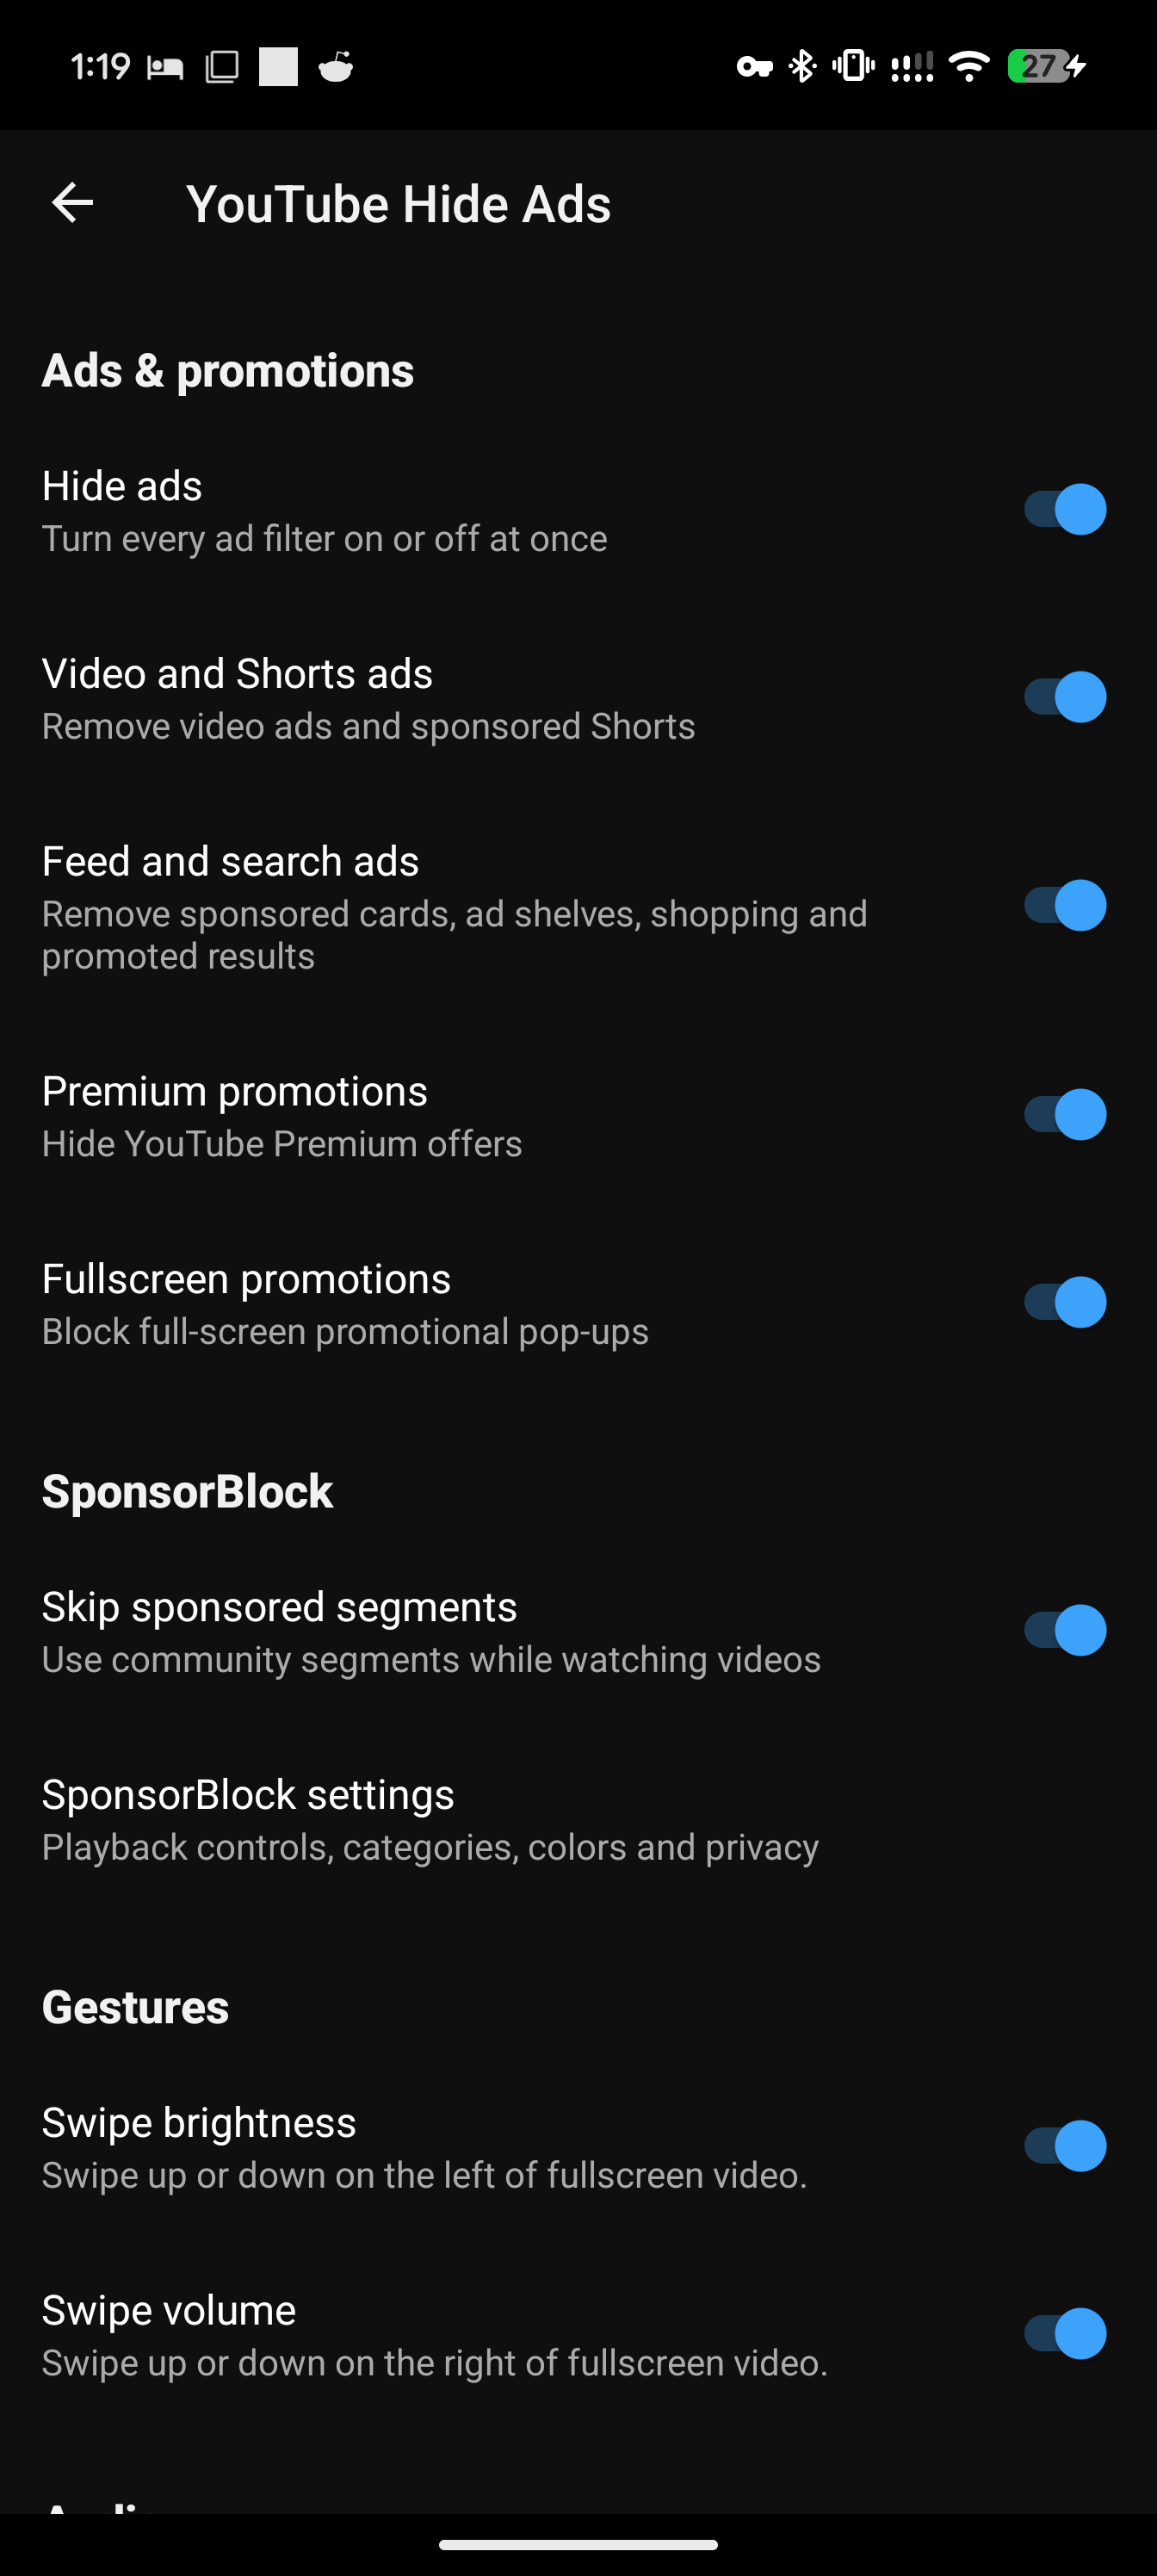 1:19
27
YouTube Hide Ads
Ads & promotions
Hide ads
Turn every ad filter on or off at once
Video and Shorts ads
Remove video ads and sponsored Shorts
Feed and search ads
Remove sponsored cards, ad shelves, shopping and
promoted results
Premium promotions
Hide YouTube Premium offers
Fullscreen promotions
Block full-screen promotional pop-ups
SponsorBlock
Skip sponsored segments
Use community segments while watching videos
SponsorBlock settings
Playback controls, categories, colors and privacy
Gestures
Swipe brightness
Swipe up or down on the left of fullscreen video.
Swipe volume
Swipe up or down on the right of fullscreen video.